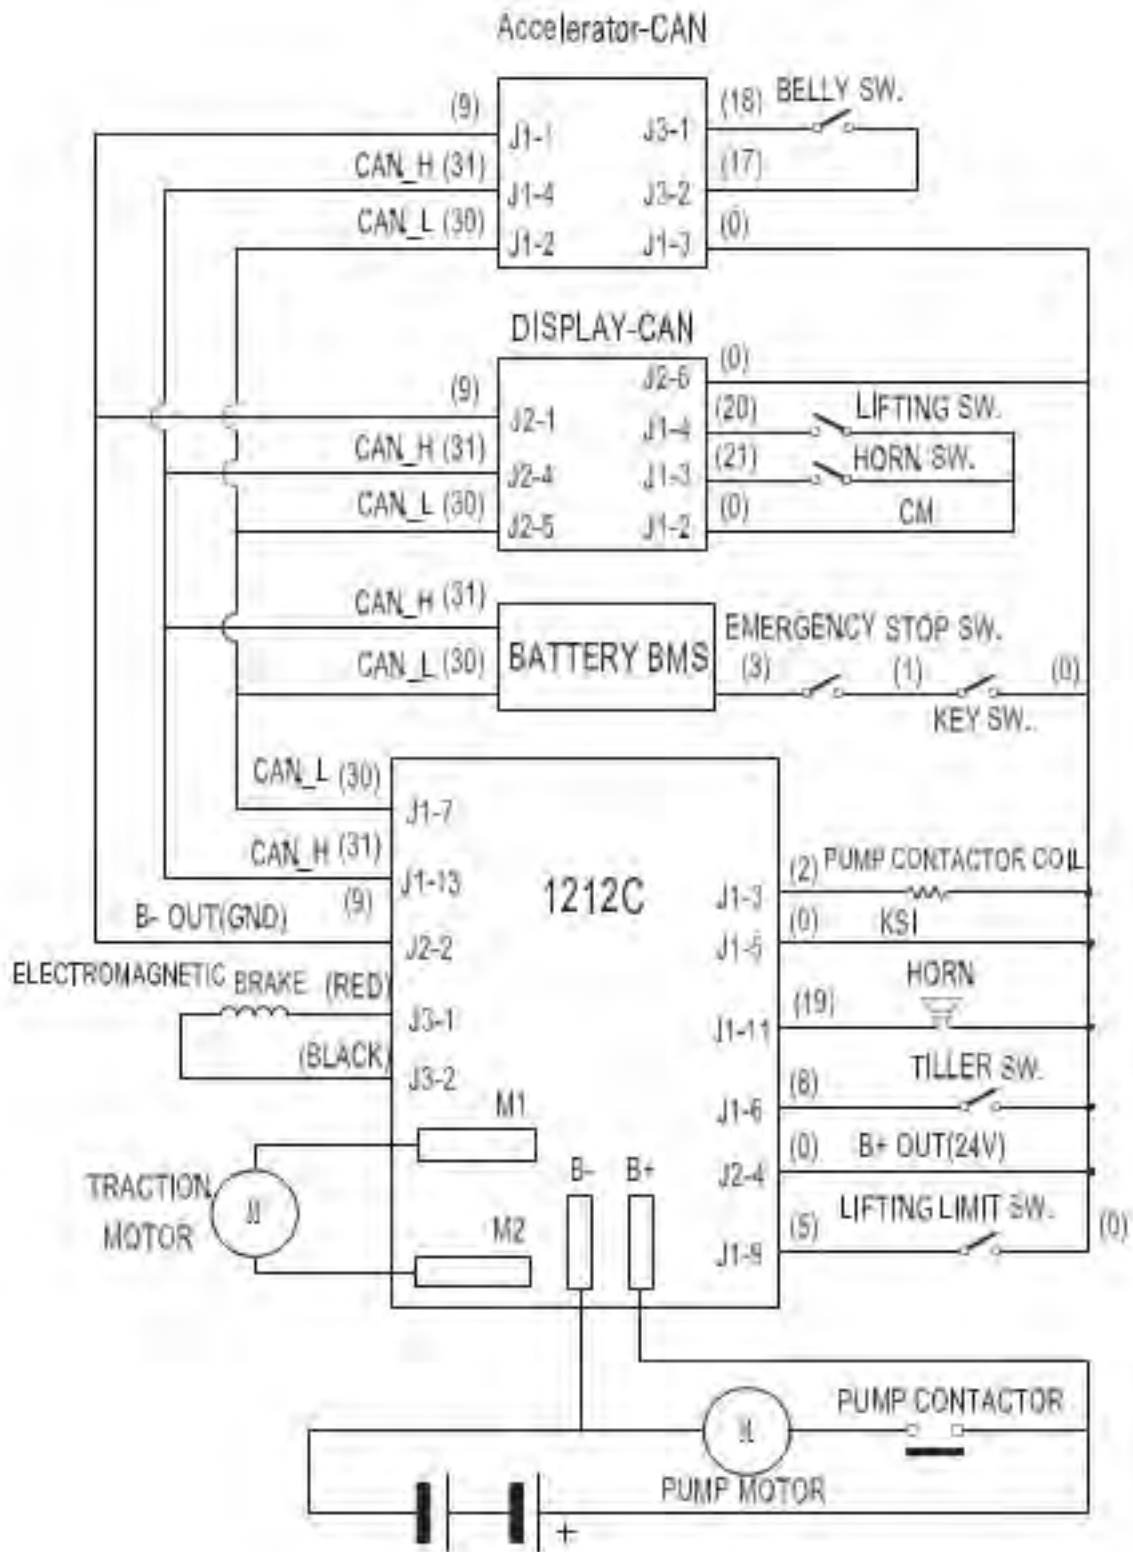 Accelerator-CAN
(9)
J1-1
J3-1
(18)
BELLY SW.
CAN_H (31)
J1-4
J3-2
(17)
CAN_L (30)
J1-2
J1-3
(0)
DISPLAY-CAN
J2-6
(0)
(9)
J2-1
J1-4
(20)
LIFTING SW.
CAN_H (31)
J2-4
J1-3
(21)
HORN SW.
CAN_L (30)
J2-5
J1-2
(0)
CM
CAN_H (31)
CAN_L (30)
BATTERY BMS
EMERGENCY STOP SW.
(3)
(1)
(0)
KEY SW.
CAN_L (30)
J1-7
CAN_H (31)
J1-13
1212C
J1-3
(2)
PUMP CONTACTOR COIL
B- OUT(GND)
(9)
J2-2
J1-5
(0)
KSI
ELECTROMAGNETIC BRAKE (RED)
J3-1
J1-11
(19)
HORN
(BLACK)
J3-2
J1-6
TILLER SW.
M1
B-
B+
J2-4
(0)
B+ OUT(24V)
TRACTION
MOTOR
M
M2
J1-9
(5)
LIFTING LIMIT SW.
(0)
M
PUMP CONTACTOR
PUMP MOTOR
+